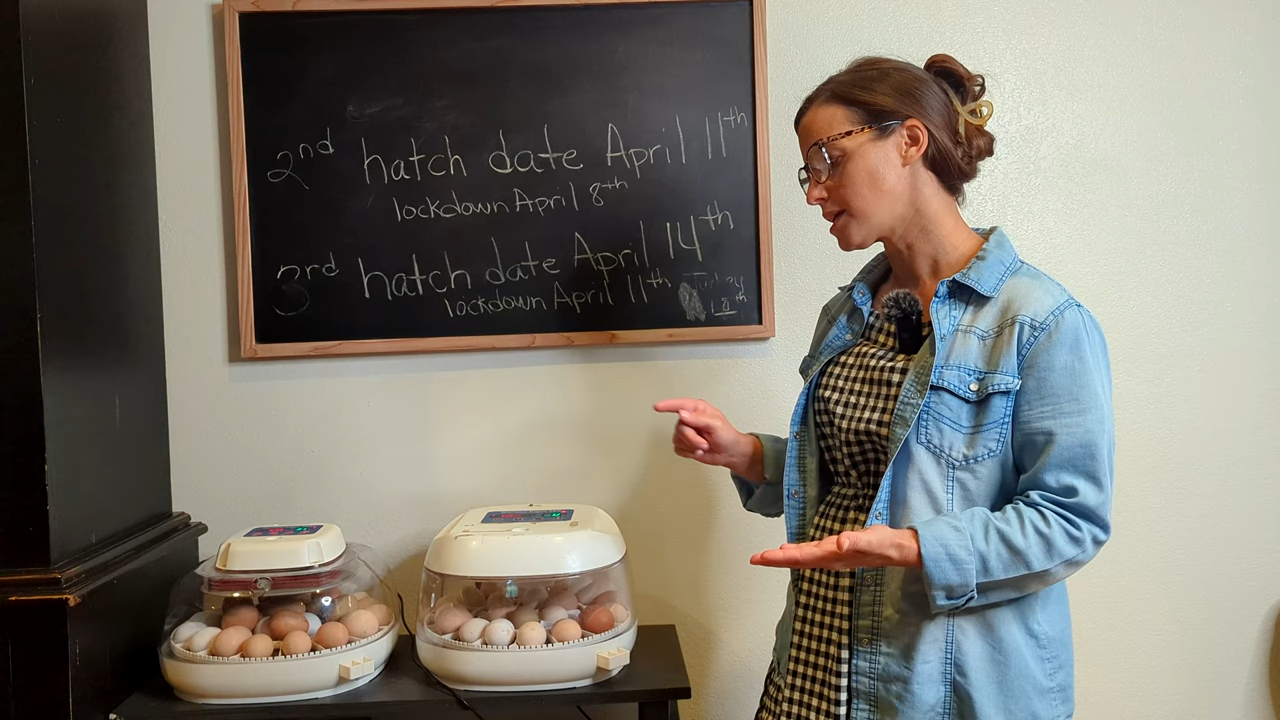 2nd hatch date April 11th
lockdown April 8th
3rd hatch date April 14th
lockdown April 11th